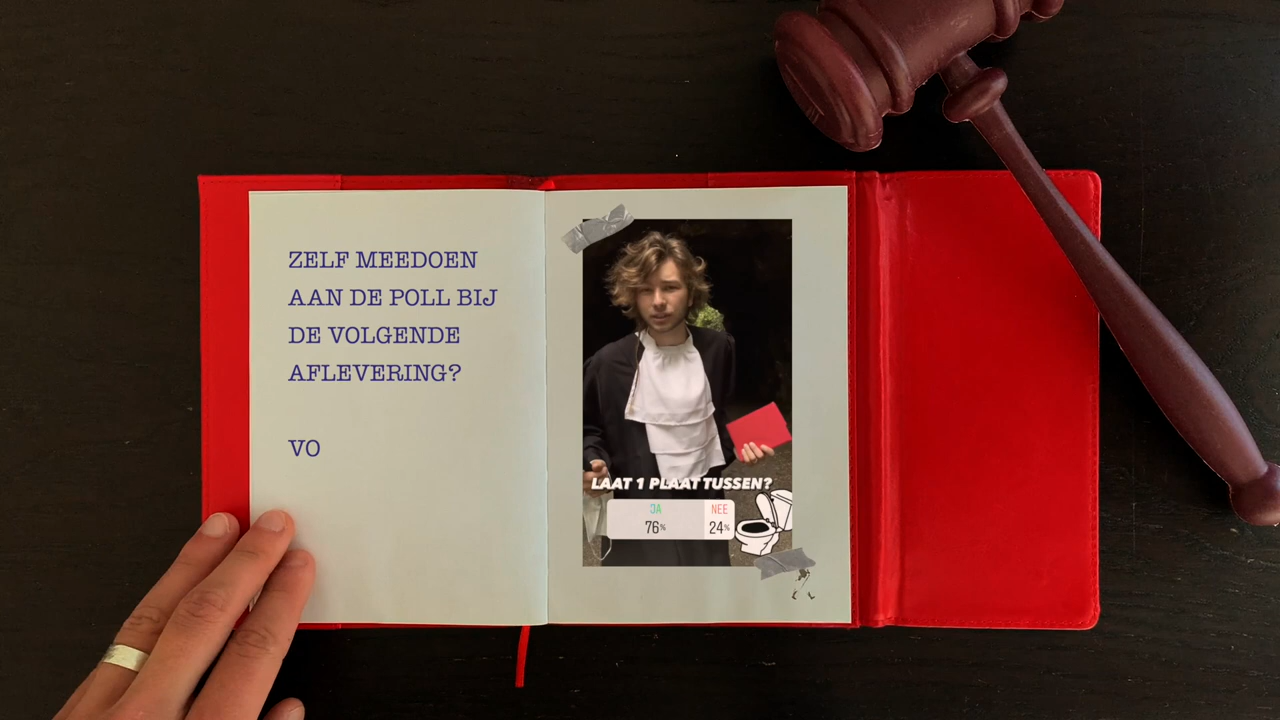 ZELF MEEDOEN
AAN DE POLL BIJ
DE VOLGENDE
AFLEVERING?
VO
LAAT 1 PLAAT TUSSEN?
JA NEE
76% 24%